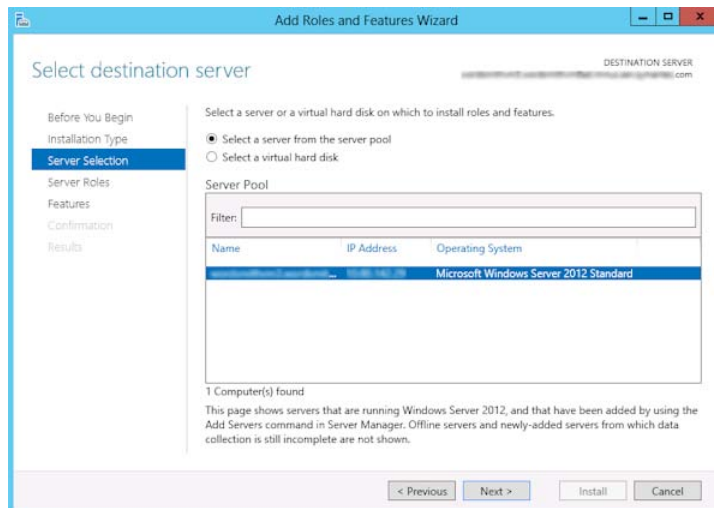 Add Roles and Features Wizard
Select destination server
DESTINATION SERVER
.com
Before You Begin
Installation Type
Server Selection
Server Roles
Features
Confirmation
Results
Select a server or a virtual hard disk on which to install roles and features.
Select a server from the server pool
Select a virtual hard disk
Server Pool
Filter:
Name IP Address Operating System
Microsoft Windows Server 2012 Standard
1 Computer(s) found
This page shows servers that are running Windows Server 2012, and that have been added by using the
Add Servers command in Server Manager. Offline servers and newly-added servers from which data
collection is still incomplete are not shown.
< Previous Next > Install Cancel